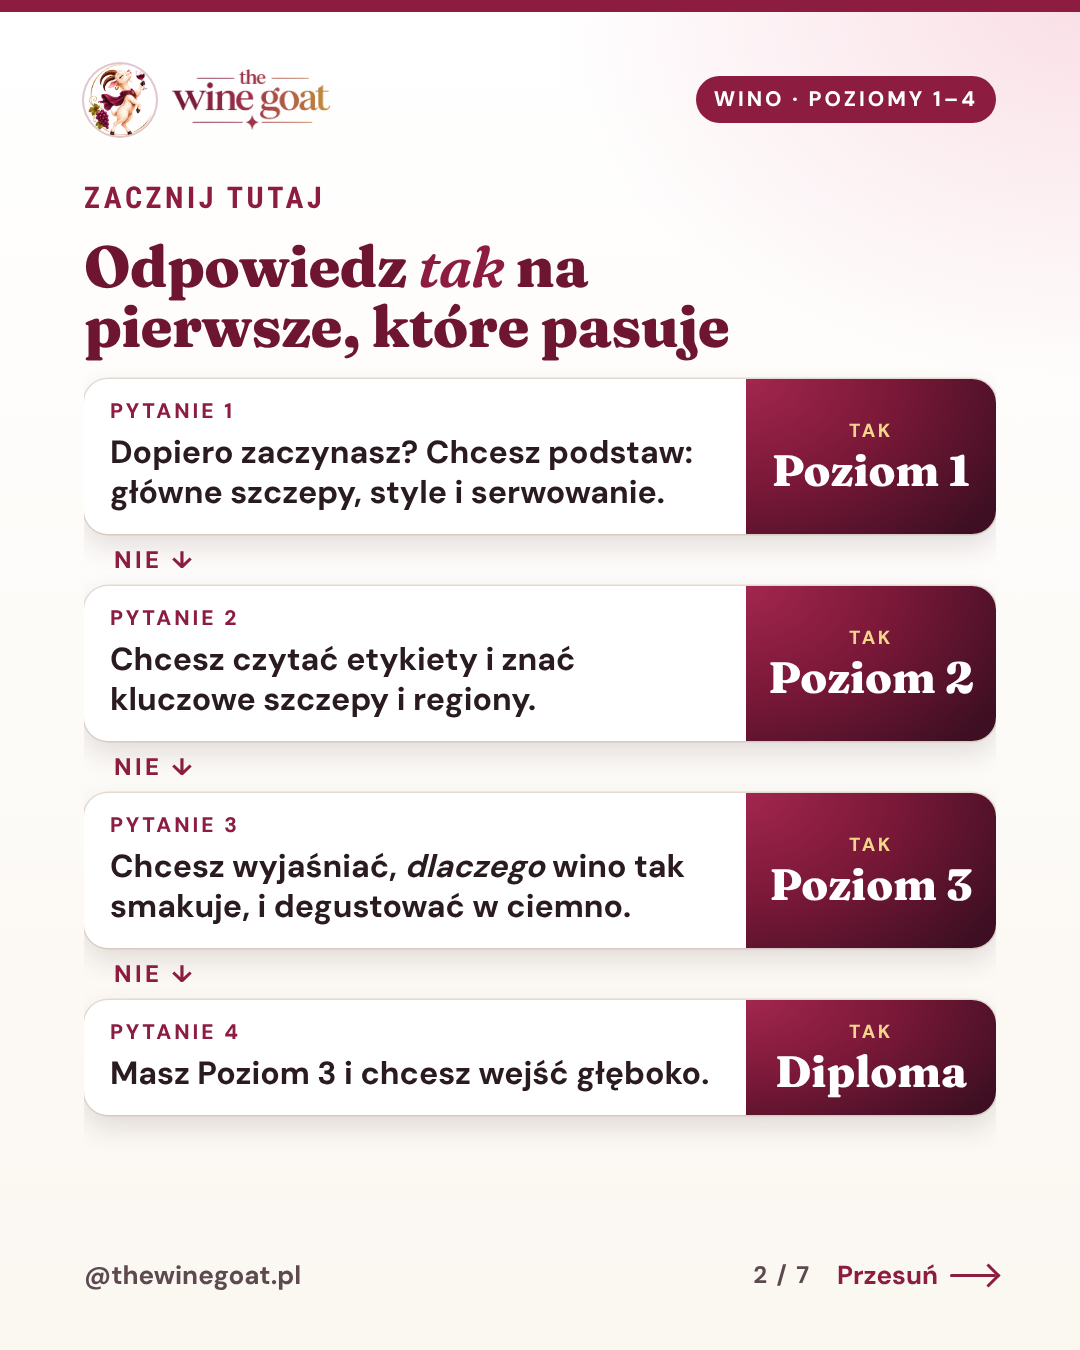 the
wine goat
WINO · POZIOMY 1–4
ZACZNIJ TUTAJ
Odpowiedz tak na
pierwsze, które pasuje
PYTANIE 1
Dopiero zaczynasz? Chcesz podstaw:
główne szczepy, style i serwowanie.
TAK
Poziom 1
NIE ↓
PYTANIE 2
Chcesz czytać etykiety i znać
kluczowe szczepy i regiony.
TAK
Poziom 2
NIE ↓
PYTANIE 3
Chcesz wyjaśniać, dlaczego wino tak
smakuje, i degustować w ciemno.
TAK
Poziom 3
NIE ↓
PYTANIE 4
Masz Poziom 3 i chcesz wejść głęboko.
TAK
Diploma
@thewinegoat.pl
2 / 7
Przesuń →